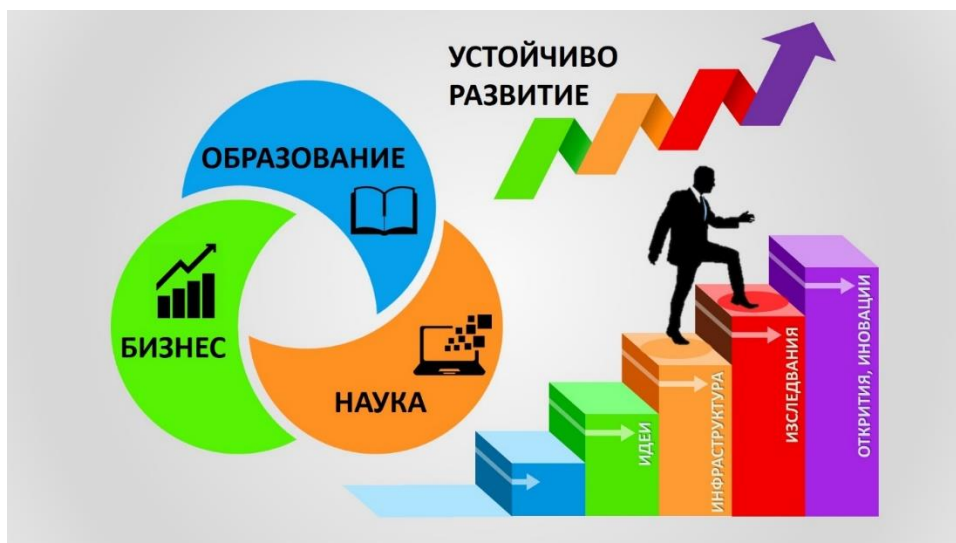 УСТОЙЧИВО
РАЗВИТИЕ
ОБРАЗОВАНИЕ
БИЗНЕС
НАУКА
ИДЕИ
ИНФРАСТРУКТУРА
ИЗСЛЕДВАНИЯ
ОТКРИТИЯ, ИНОВАЦИИ